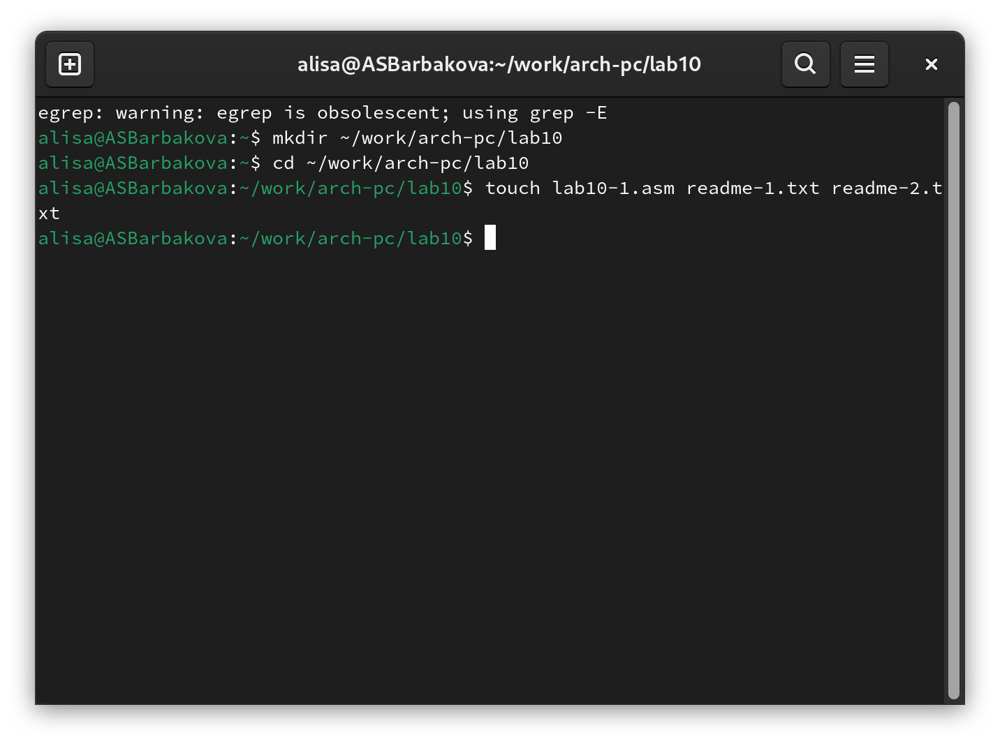 alisa@ASBarbakova:~/work/arch-pc/lab10
egrep: warning: egrep is obsolescent; using grep -E
alisa@ASBarbakova:~$ mkdir ~/work/arch-pc/lab10
alisa@ASBarbakova:~$ cd ~/work/arch-pc/lab10
alisa@ASBarbakova:~/work/arch-pc/lab10$ touch lab10-1.asm readme-1.txt readme-2.t
xt
alisa@ASBarbakova:~/work/arch-pc/lab10$